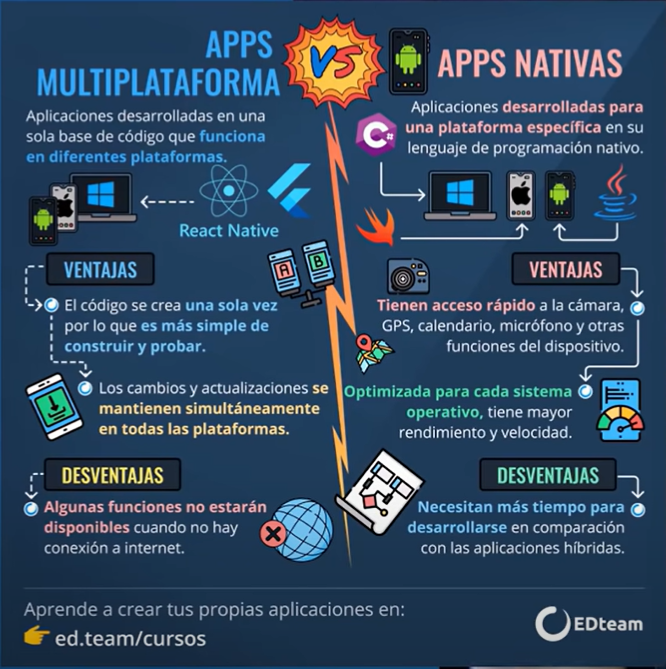 APPS
MULTIPLATAFORMA
Aplicaciones desarrolladas en una
sola base de código que funciona
en diferentes plataformas.
React Native
VENTAJAS
El código se crea una sola vez
por lo que es más simple de
construir y probar.
Los cambios y actualizaciones se
mantienen simultáneamente
en todas las plataformas.
DESVENTAJAS
Algunas funciones no estarán
disponibles cuando no hay
conexión a internet.
VS
A B
APPS NATIVAS
Aplicaciones desarrolladas para
una plataforma específica en su
lenguaje de programación nativo.
C#
VENTAJAS
Tienen acceso rápido a la cámara,
GPS, calendario, micrófono y otras
funciones del dispositivo.
Optimizada para cada sistema
operativo, tiene mayor
rendimiento y velocidad.
DESVENTAJAS
Necesitan más tiempo para
desarrollarse en comparación
con las aplicaciones híbridas.
Aprende a crear tus propias aplicaciones en:
ed.team/cursos
EDteam